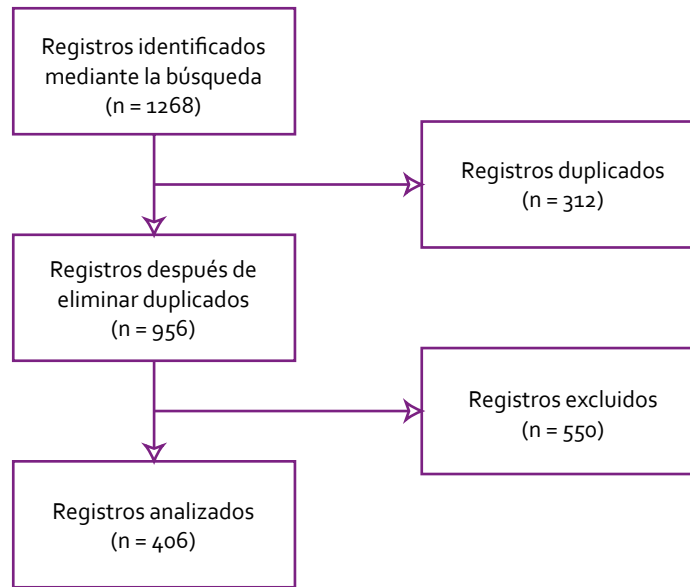 Registros identificados
mediante la búsqueda
(n = 1268)
Registros duplicados
(n = 312)
Registros después de
eliminar duplicados
(n = 956)
Registros excluidos
(n = 550)
Registros analizados
(n = 406)